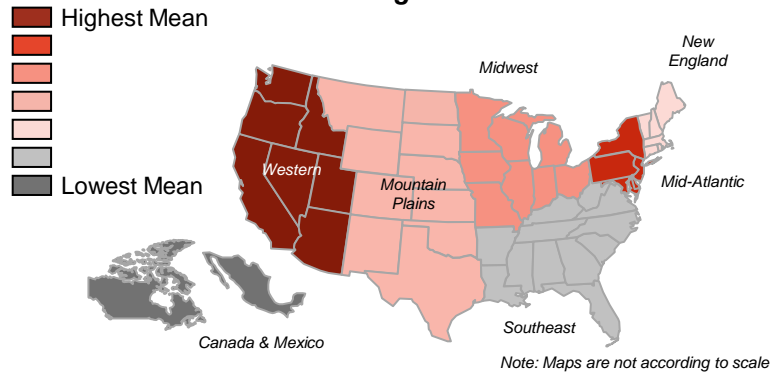 Highest Mean
Midwest
New
England
Western
Mountain
Plains
Lowest Mean
Mid-Atlantic
Southeast
Canada & Mexico
Note: Maps are not according to scale